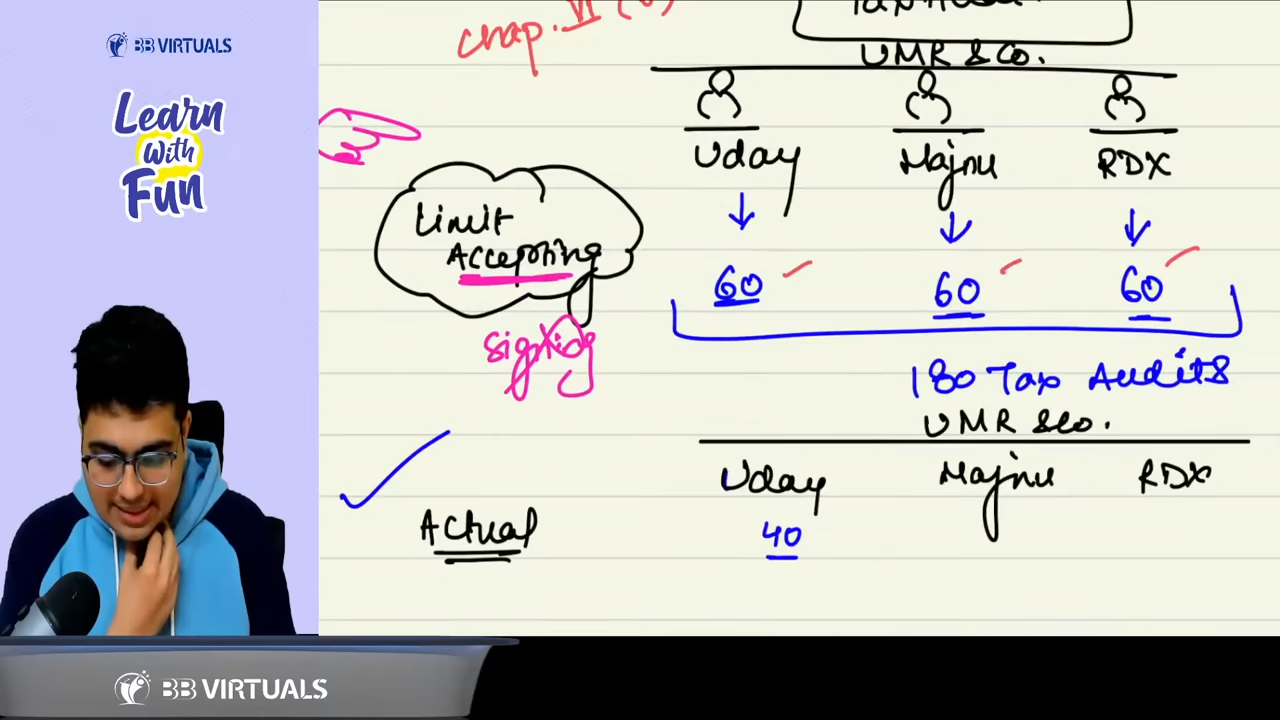 BB VIRTUALS
Learn
With
Fun
Chap. VI
UMR & Co.
Uday Majnu RDX
Limit
Accepting
60 60 60
180 Tax Audits
UMR & Co.
Uday Majnu RDX
Actual 40
BB VIRTUALS